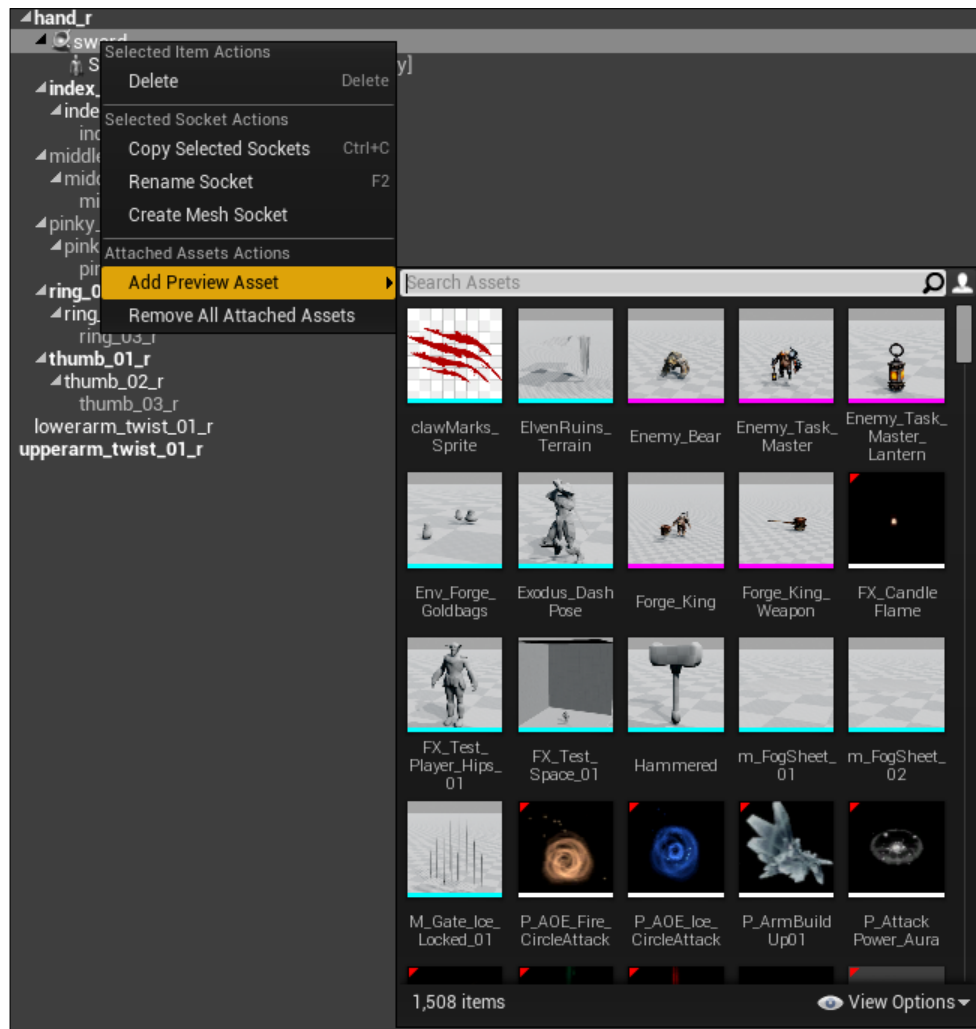 hand_r
sword
Selected Item Actions
S
y]
Delete Delete
index_
inde
Selected Socket Actions
inc
Copy Selected Sockets Ctrl+C
middle
Rename Socket F2
midd
mi
Create Mesh Socket
pinky_
pink
Attached Assets Actions
pin
Add Preview Asset
Search Assets
ring_0
ring_
Remove All Attached Assets
ring_03_r
thumb_01_r
thumb_02_r
thumb_03_r
lowerarm_twist_01_r
upperarm_twist_01_r
clawMarks_
Sprite
ElvenRuins_
Terrain
Enemy_Bear
Enemy_Task_
Master
Enemy_Task_
Master_
Lantern
Env_Forge_
Goldbags
Exodus_Dash
Pose
Forge_King
Forge_King_
Weapon
FX_Candle
Flame
FX_Test_
Player_Hips_
01
FX_Test_
Space_01
Hammered
m_FogSheet_
01
m_FogSheet_
02
M_Gate_Ice_
Locked_01
P_AOE_Fire_
CircleAttack
P_AOE_Ice_
CircleAttack
P_ArmBuild
Up01
P_Attack
Power_Aura
1,508 items
View Options